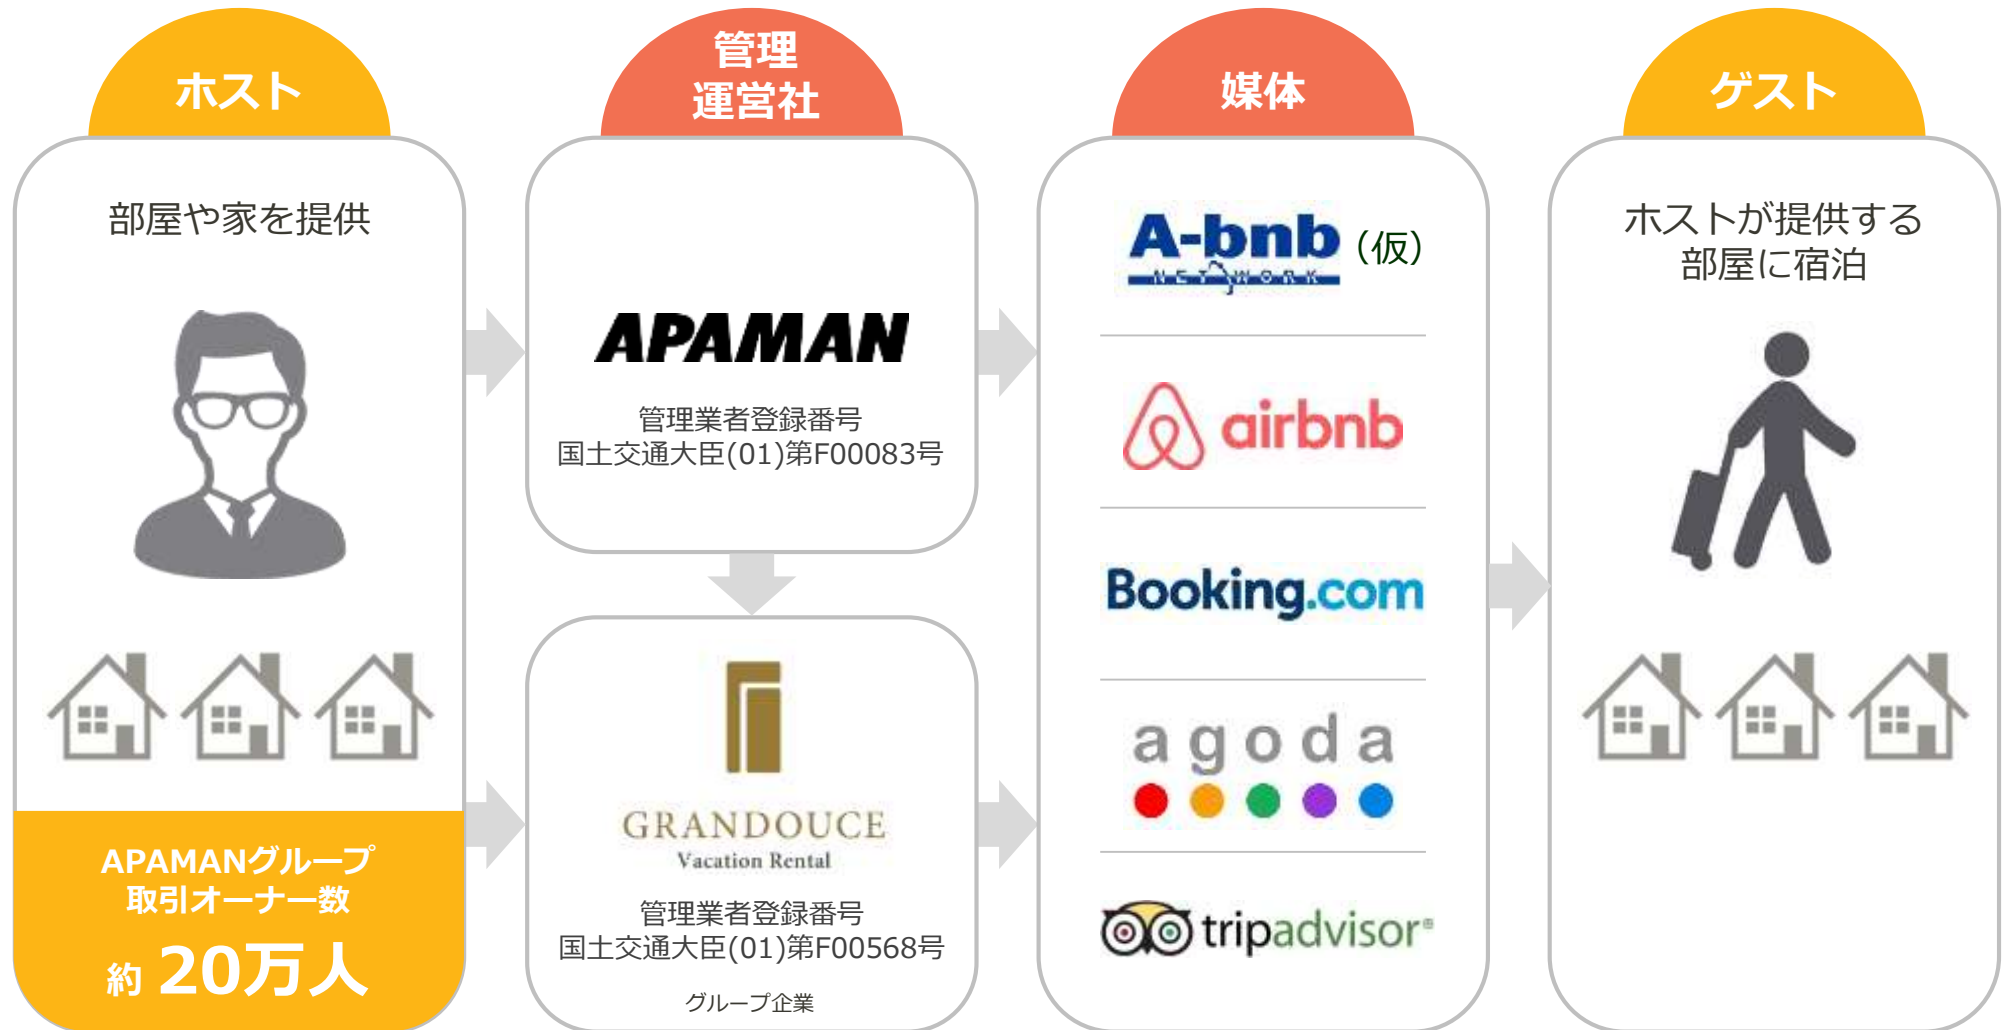 ホスト
部屋や家を提供
APAMANグループ
取引オーナー数
約 20万人
管理
運営社
APAMAN
管理業者登録番号
国土交通大臣(01)第F00083号
GRANDOUCE
Vacation Rental
管理業者登録番号
国土交通大臣(01)第F00568号
グループ企業
媒体
A-bnb (仮)
NETWORK
airbnb
Booking.com
agoda
tripadvisor®
ゲスト
ホストが提供する
部屋に宿泊